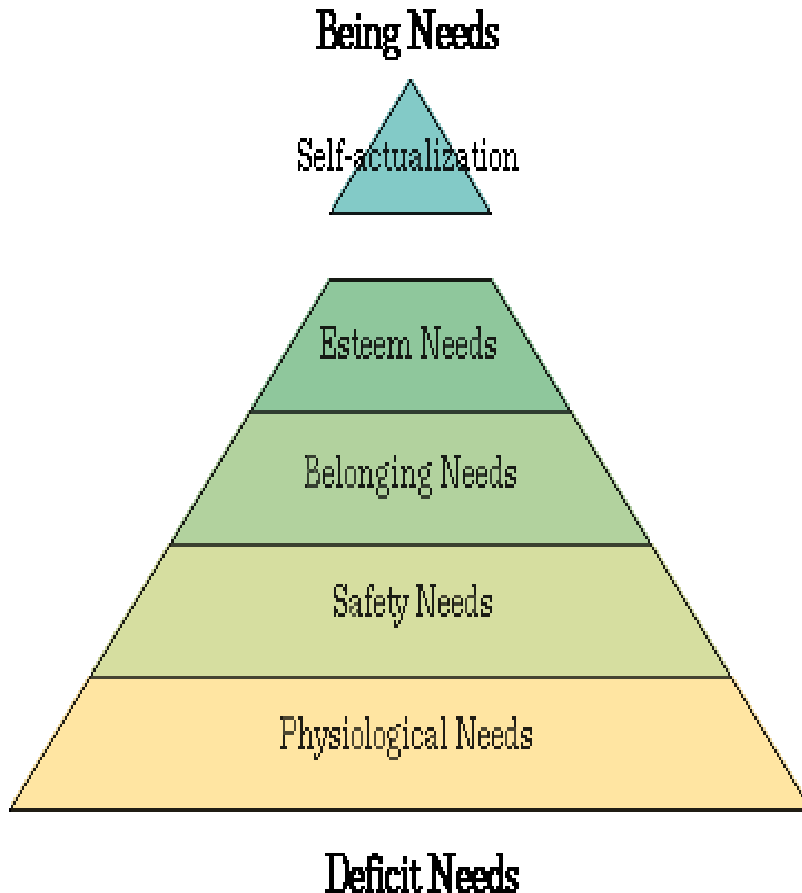 Being Needs
Self-actualization
Esteem Needs
Belonging Needs
Safety Needs
Physiological Needs
Deficit Needs